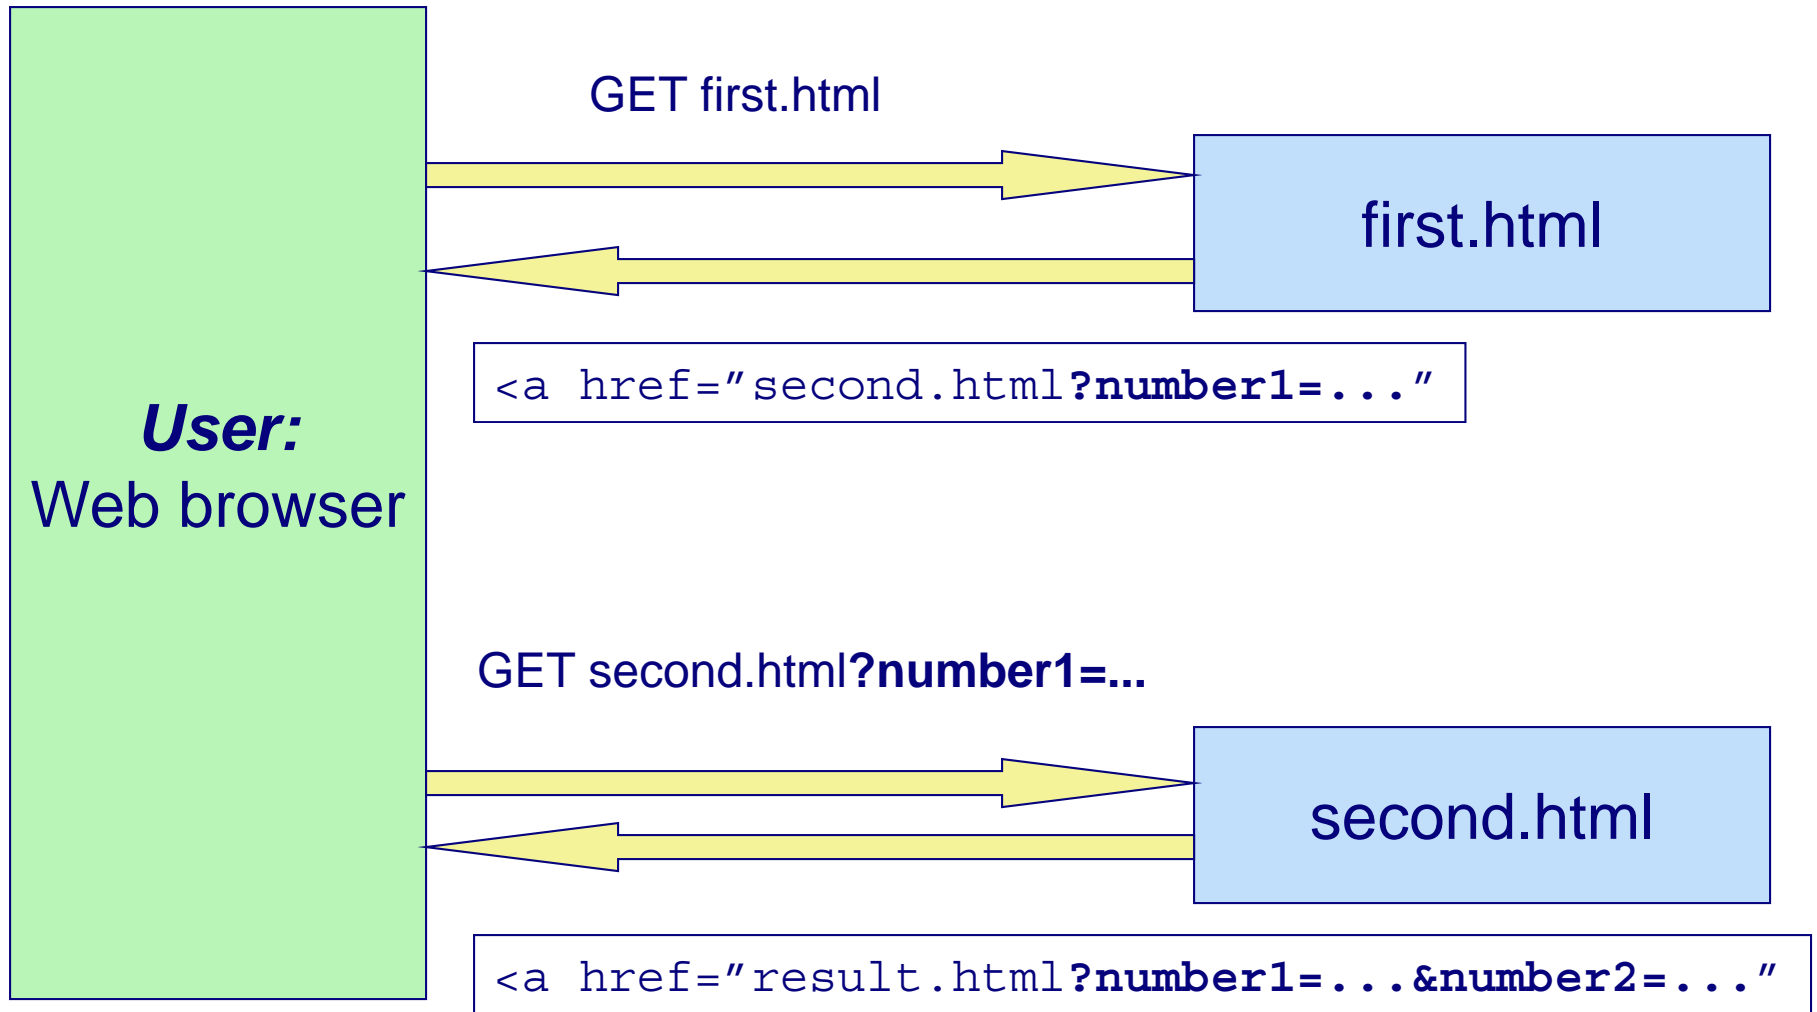 GET first.html
first.html
<a href=”second.html?number1=...”
User:
Web browser
GET second.html?number1=...
second.html
<a href=”result.html?number1=...&number2=...”